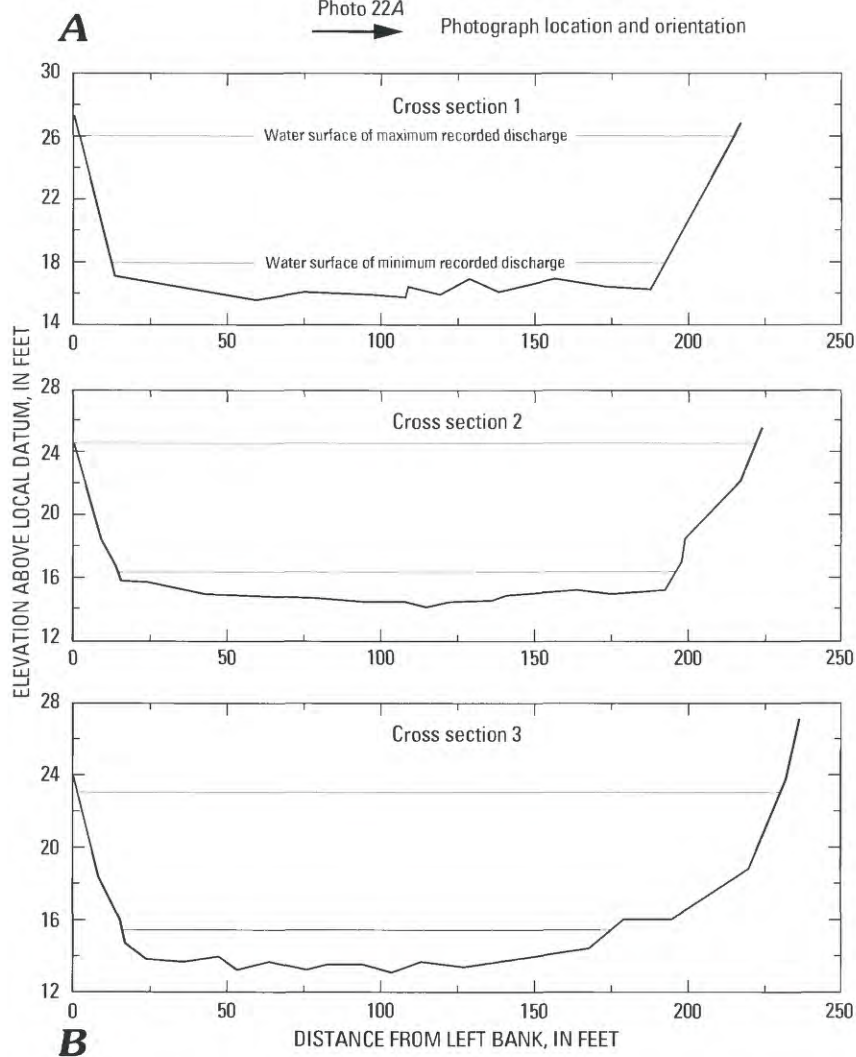 Photo 22A
A
Photograph location and orientation
ELEVATION ABOVE LOCAL DATUM, IN FEET
Cross section 1
Water surface of maximum recorded discharge
Water surface of minimum recorded discharge
30
26
22
18
14
0 50 100 150 200 250
Cross section 2
28
24
20
16
12
0 50 100 150 200 250
Cross section 3
28
24
20
16
12
0 50 100 150 200 250
B
DISTANCE FROM LEFT BANK, IN FEET